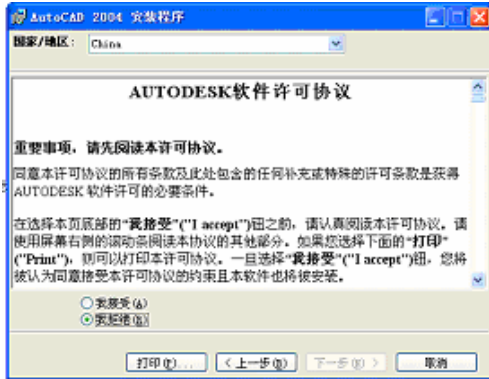 AutoCAD 2004 安装程序
国家/地区: China
AUTODESK软件许可协议
重要事项，请先阅读本许可协议。
同意本许可协议的所有条款及此处包含的任何补充或特殊的许可条款是获得
AUTODESK 软件许可的必要条件。
在选择本页底部的“我接受”("I accept")钮之前，请认真阅读本许可协议。请
使用屏幕右侧的滚动条阅读本协议的其他部分。如果您选择下面的“打印”
("Print")，则可以打印本许可协议。一旦选择“我接受”("I accept")钮，您将
被认为同意接受本许可协议的约束且本软件也将被安装。
我接受(A)
我拒绝(R)
打印(P)... < 上一步(B) 下一步(N) > 取消